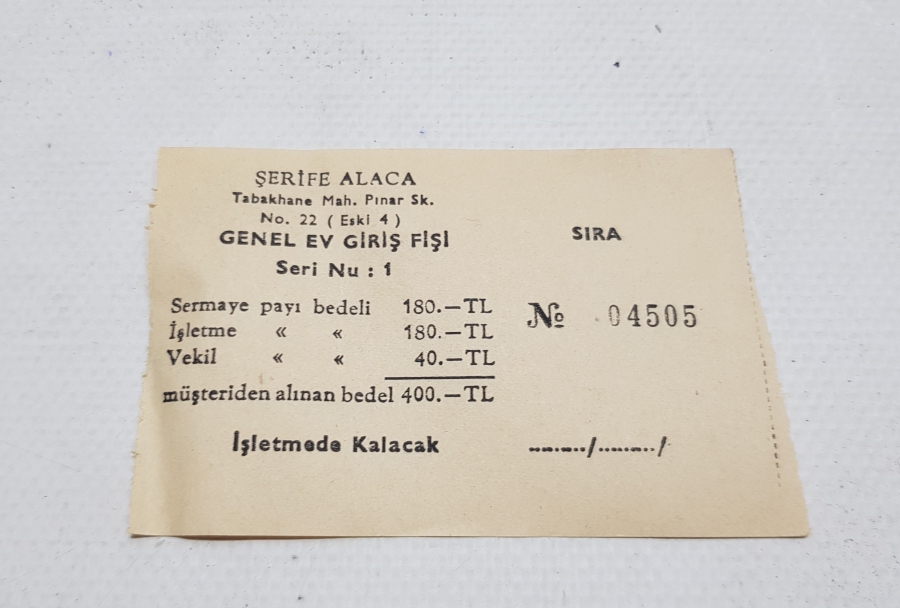 ŞERİFE ALACA
Tabakhane Mah. Pınar Sk.
No. 22 ( Eski 4 )
GENEL EV GİRİŞ FİŞİ
Seri Nu : 1
SIRA
Sermaye payı bedeli 180.—TL
İşletme « « 180.—TL
Vekil « « 40.—TL
müşteriden alınan bedel 400.—TL
№ 04505
İşletmede Kalacak ......../......../